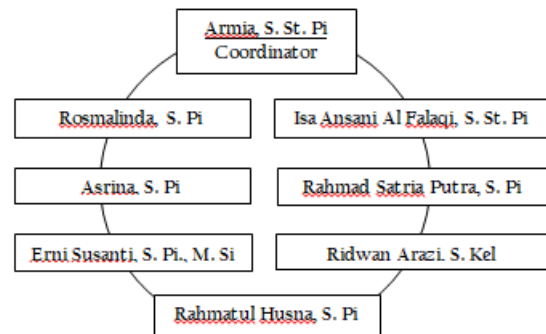 Armia, S. St. Pi
Coordinator
Rosmalinda, S. Pi
Isa Ansani Al Falaqi, S. St. Pi
Asrina, S. Pi
Rahmad Satria Putra, S. Pi
Erni Susanti, S. Pi., M. Si
Ridwan Arazi. S. Kel
Rahmatul Husna, S. Pi